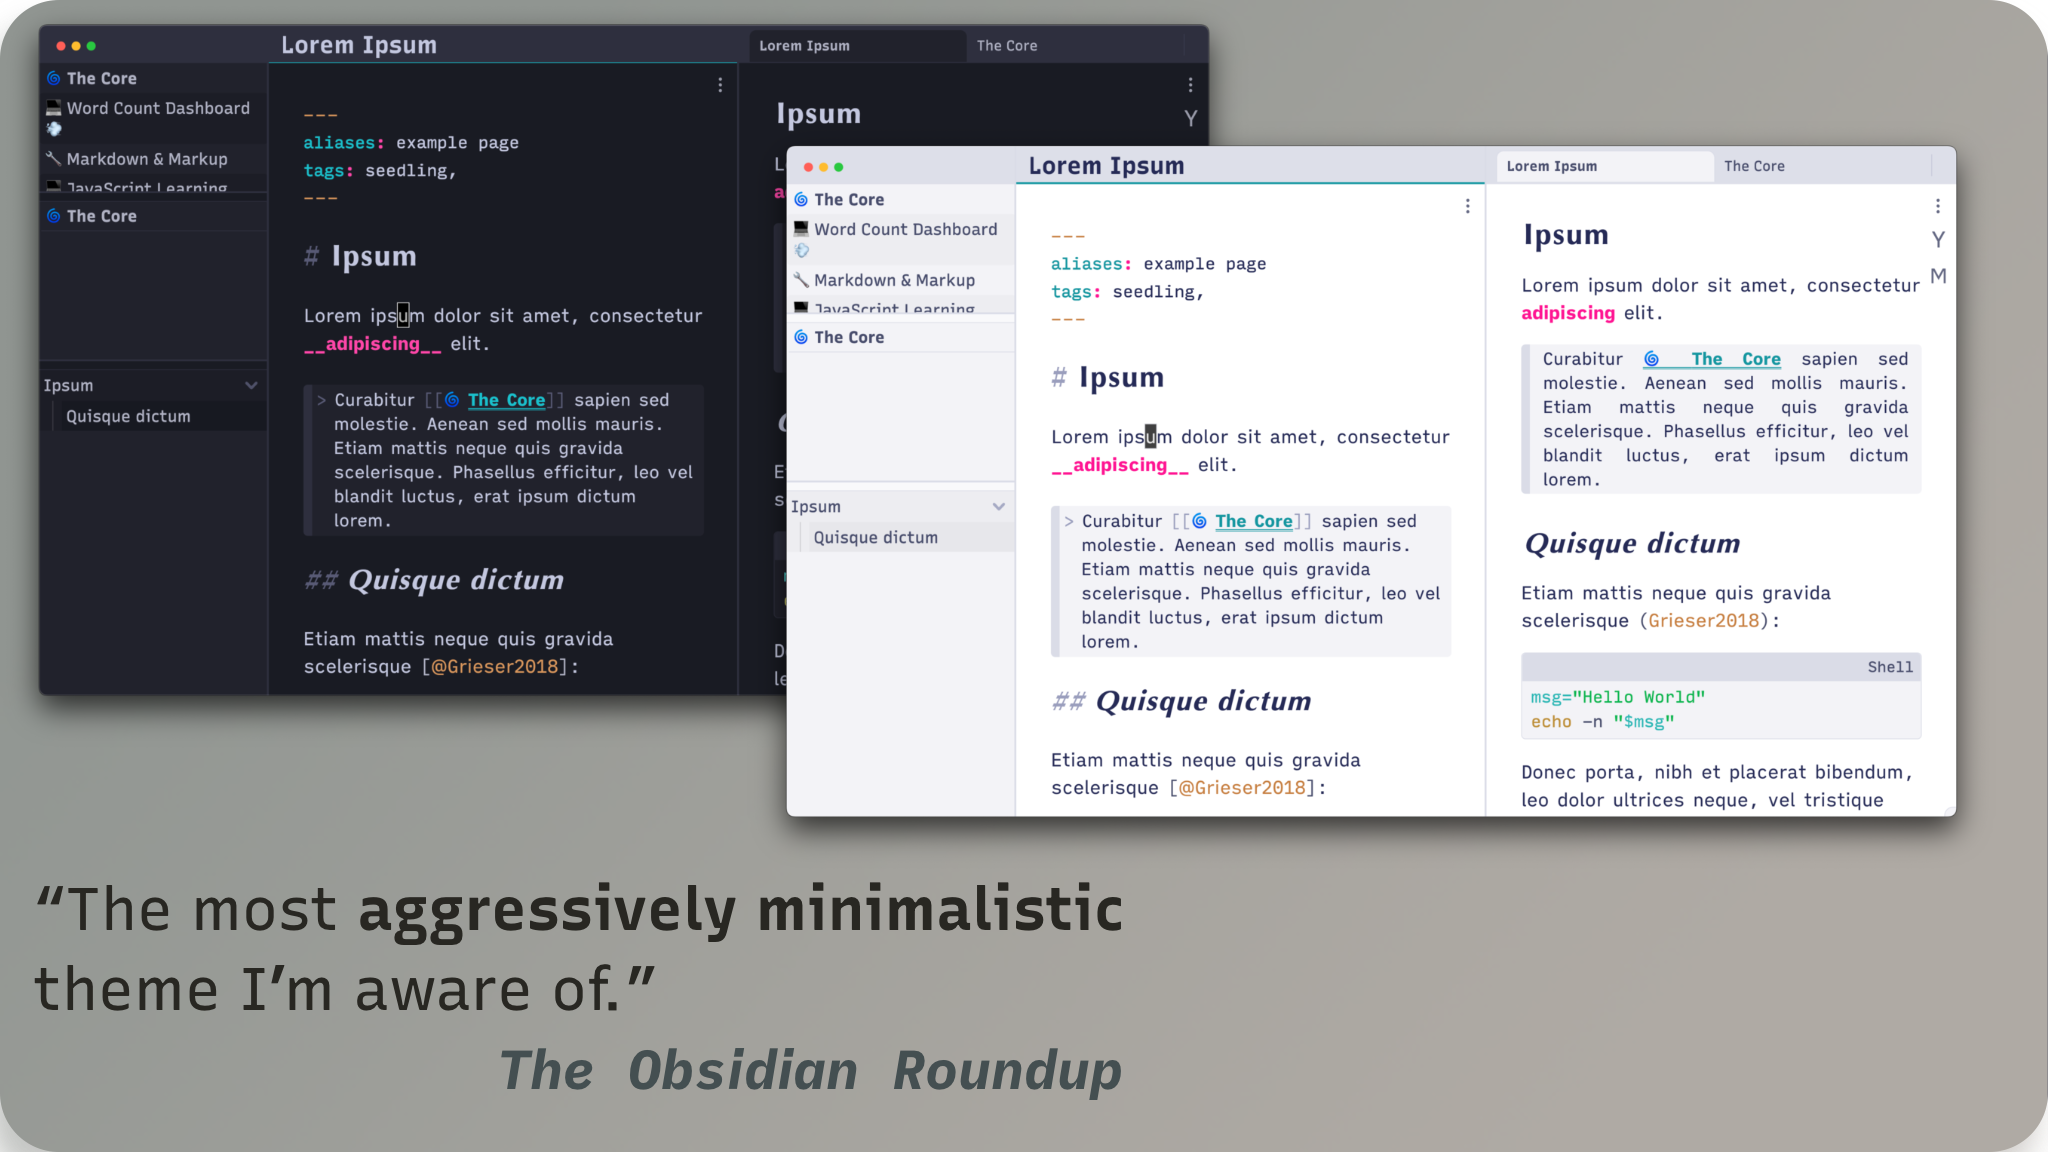 Lorem Ipsum
Lorem Ipsum
The Core
The Core
Word Count Dashboard
Markdown & Markup
JavaScript Learning
The Core
Ipsum
Quisque dictum
---
aliases: example page
tags: seedling,
---
# Ipsum
Lorem ipsum dolor sit amet, consectetur
__adipiscing__ elit.
> Curabitur [[🌀 The Core]] sapien sed
molestie. Aenean sed mollis mauris.
Etiam mattis neque quis gravida
scelerisque. Phasellus efficitur, leo vel
blandit luctus, erat ipsum dictum
lorem.
## Quisque dictum
Etiam mattis neque quis gravida
scelerisque [@Grieser2018]:
Ipsum
Y
Lorem Ipsum
Lorem Ipsum
The Core
The Core
Word Count Dashboard
Markdown & Markup
JavaScript Learning
The Core
Ipsum
Quisque dictum
---
aliases: example page
tags: seedling,
---
# Ipsum
Lorem ipsum dolor sit amet, consectetur
__adipiscing__ elit.
> Curabitur [[🌀 The Core]] sapien sed
molestie. Aenean sed mollis mauris.
Etiam mattis neque quis gravida
scelerisque. Phasellus efficitur, leo vel
blandit luctus, erat ipsum dictum
lorem.
## Quisque dictum
Etiam mattis neque quis gravida
scelerisque [@Grieser2018]:
Ipsum
Y
M
Lorem ipsum dolor sit amet, consectetur
adipiscing elit.
Curabitur 🌀 The Core sapien sed
molestie. Aenean sed mollis mauris.
Etiam mattis neque quis gravida
scelerisque. Phasellus efficitur, leo vel
blandit luctus, erat ipsum dictum
lorem.
Quisque dictum
Etiam mattis neque quis gravida
scelerisque (Grieser2018):
Shell
msg="Hello World"
echo -n "$msg"
Donec porta, nibh et placerat bibendum,
leo dolor ultrices neque, vel tristique
“The most aggressively minimalistic
theme I’m aware of.”
The Obsidian Roundup